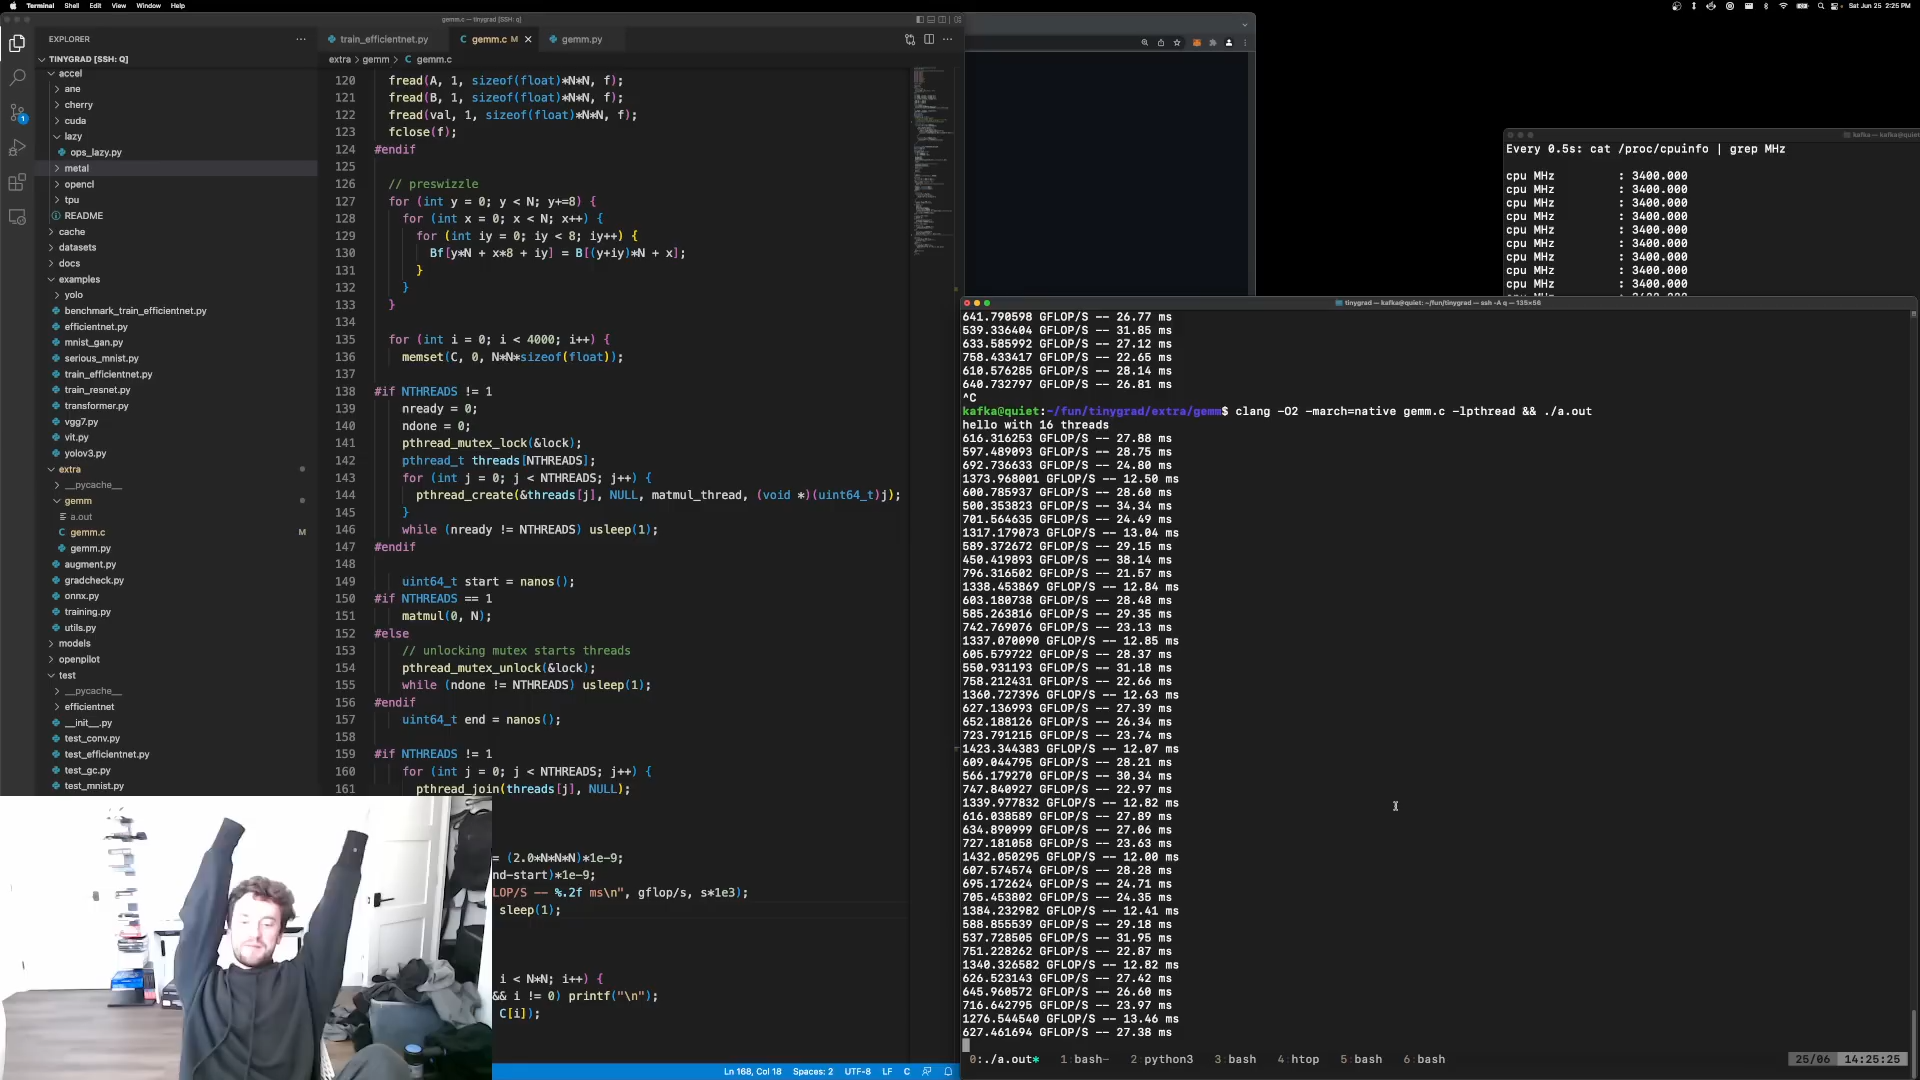 Terminal Shell Edit View Window Help
Sat Jun 25 2:25 PM
gemm.c — tinygrad [SSH: q]
EXPLORER
TINYGRAD [SSH: Q]
accel
ane
cherry
cuda
lazy
ops_lazy.py
metal
opencl
tpu
README
cache
datasets
docs
examples
yolo
benchmark_train_efficientnet.py
efficientnet.py
mnist_gan.py
serious_mnist.py
train_efficientnet.py
train_resnet.py
transformer.py
vgg7.py
vit.py
yolov3.py
extra
__pycache__
gemm
a.out
gemm.c M
gemm.py
augment.py
gradcheck.py
onnx.py
training.py
utils.py
models
openpilot
test
__pycache__
efficientnet
__init__.py
test_conv.py
test_efficientnet.py
test_gc.py
test_mnist.py
train_efficientnet.py
gemm.c M
gemm.py
extra > gemm > C gemm.c
120 fread(A, 1, sizeof(float)*N*N, f);
121 fread(B, 1, sizeof(float)*N*N, f);
122 fread(val, 1, sizeof(float)*N*N, f);
123 fclose(f);
124 #endif
125
126 // preswizzle
127 for (int y = 0; y < N; y+=8) {
128 for (int x = 0; x < N; x++) {
129 for (int iy = 0; iy < 8; iy++) {
130 Bf[y*N + x*8 + iy] = B[(y+iy)*N + x];
131 }
132 }
133 }
134
135 for (int i = 0; i < 4000; i++) {
136 memset(C, 0, N*N*sizeof(float));
137
138 #if NTHREADS != 1
139 nready = 0;
140 ndone = 0;
141 pthread_mutex_lock(&lock);
142 pthread_t threads[NTHREADS];
143 for (int j = 0; j < NTHREADS; j++) {
144 pthread_create(&threads[j], NULL, matmul_thread, (void *)(uint64_t)j);
145 }
146 while (nready != NTHREADS) usleep(1);
147 #endif
148
149 uint64_t start = nanos();
150 #if NTHREADS == 1
151 matmul(0, N);
152 #else
153 // unlocking mutex starts threads
154 pthread_mutex_unlock(&lock);
155 while (ndone != NTHREADS) usleep(1);
156 #endif
157 uint64_t end = nanos();
158
159 #if NTHREADS != 1
160 for (int j = 0; j < NTHREADS; j++) {
161 pthread_join(threads[j], NULL);
= (2.0*N*N*N)*1e-9;
nd-start)*1e-9;
LOP/S -- %.2f ms\n", gflop/s, s*1e3);
sleep(1);
i < N*N; i++) {
&& i != 0) printf("\n");
C[i]);
Ln 168, Col 18 Spaces: 2 UTF-8 LF C
Every 0.5s: cat /proc/cpuinfo | grep MHz
cpu MHz : 3400.000
cpu MHz : 3400.000
cpu MHz : 3400.000
cpu MHz : 3400.000
cpu MHz : 3400.000
cpu MHz : 3400.000
cpu MHz : 3400.000
cpu MHz : 3400.000
cpu MHz : 3400.000
tinygrad — kafka@quiet: ~/fun/tinygrad — ssh -A q — 135×56
641.790598 GFLOP/S -- 26.77 ms
539.336404 GFLOP/S -- 31.85 ms
633.585992 GFLOP/S -- 27.12 ms
758.433417 GFLOP/S -- 22.65 ms
610.576285 GFLOP/S -- 28.14 ms
640.732797 GFLOP/S -- 26.81 ms
^C
kafka@quiet:~/fun/tinygrad/extra/gemm$ clang -O2 -march=native gemm.c -lpthread && ./a.out
hello with 16 threads
616.316253 GFLOP/S -- 27.88 ms
597.489093 GFLOP/S -- 28.75 ms
692.736633 GFLOP/S -- 24.80 ms
1373.968001 GFLOP/S -- 12.50 ms
600.785937 GFLOP/S -- 28.60 ms
500.353823 GFLOP/S -- 34.34 ms
701.564635 GFLOP/S -- 24.49 ms
1317.179073 GFLOP/S -- 13.04 ms
589.372672 GFLOP/S -- 29.15 ms
450.419893 GFLOP/S -- 38.14 ms
796.316502 GFLOP/S -- 21.57 ms
1338.453869 GFLOP/S -- 12.84 ms
603.180738 GFLOP/S -- 28.48 ms
585.263816 GFLOP/S -- 29.35 ms
742.769076 GFLOP/S -- 23.13 ms
1337.070090 GFLOP/S -- 12.85 ms
605.579722 GFLOP/S -- 28.37 ms
550.931193 GFLOP/S -- 31.18 ms
758.212431 GFLOP/S -- 22.66 ms
1360.727396 GFLOP/S -- 12.63 ms
627.136993 GFLOP/S -- 27.39 ms
652.188126 GFLOP/S -- 26.34 ms
723.791215 GFLOP/S -- 23.74 ms
1423.344383 GFLOP/S -- 12.07 ms
609.044795 GFLOP/S -- 28.21 ms
566.179270 GFLOP/S -- 30.34 ms
747.840927 GFLOP/S -- 22.97 ms
1339.977832 GFLOP/S -- 12.82 ms
616.038589 GFLOP/S -- 27.89 ms
634.890999 GFLOP/S -- 27.06 ms
727.181058 GFLOP/S -- 23.63 ms
1432.050295 GFLOP/S -- 12.00 ms
607.574574 GFLOP/S -- 28.28 ms
695.172624 GFLOP/S -- 24.71 ms
705.453802 GFLOP/S -- 24.35 ms
1384.232982 GFLOP/S -- 12.41 ms
588.855539 GFLOP/S -- 29.18 ms
537.728505 GFLOP/S -- 31.95 ms
751.228262 GFLOP/S -- 22.87 ms
1340.326582 GFLOP/S -- 12.82 ms
626.523143 GFLOP/S -- 27.42 ms
645.960572 GFLOP/S -- 26.60 ms
716.642795 GFLOP/S -- 23.97 ms
1276.544540 GFLOP/S -- 13.46 ms
627.461694 GFLOP/S -- 27.38 ms
0:./a.out* 1:bash- 2 python3 3:bash 4:htop 5:bash 6 bash
25/06 14:25:25